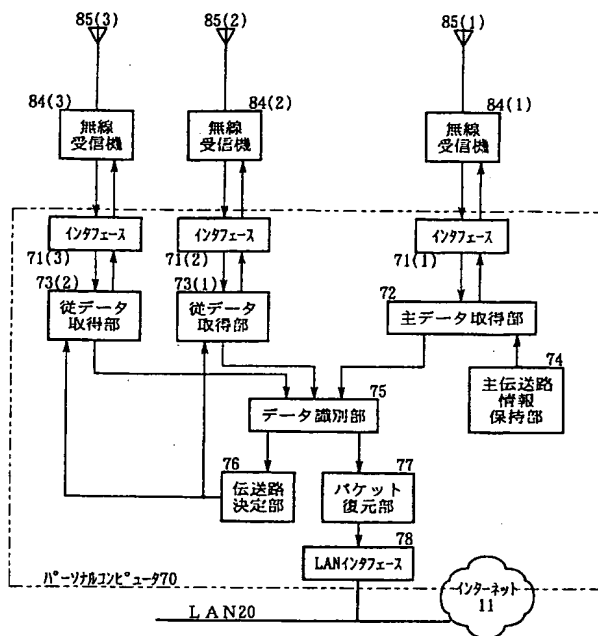 85(3)
85(2)
85(1)
84(3)
84(2)
84(1)
無線
受信機
無線
受信機
無線
受信機
インタフェース
インタフェース
インタフェース
71(3)
71(2)
71(1)
73(2)
73(1)
72
従データ
取得部
従データ
取得部
主データ取得部
74
主伝送路
情報
保持部
75
データ識別部
76
77
伝送路
決定部
パケット
復元部
78
LANインタフェース
パーソナルコンピュータ70
インターネット
11
LAN20